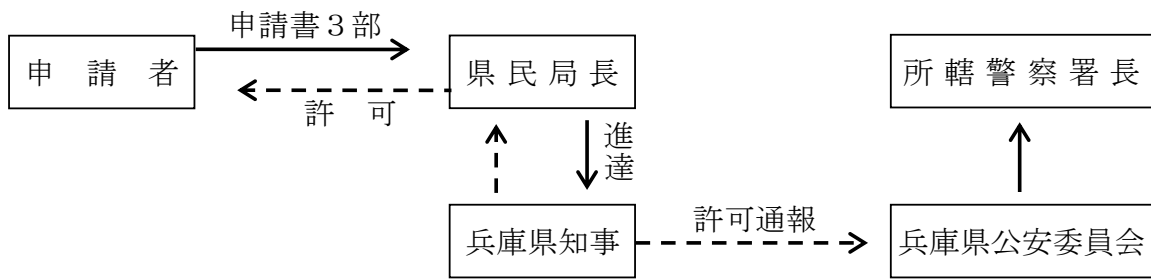 申請書３部
申　請　者
県 民 局 長
所 轄 警 察 署 長
許　可
進達
兵庫県知事
許可通報
兵庫県公安委員会